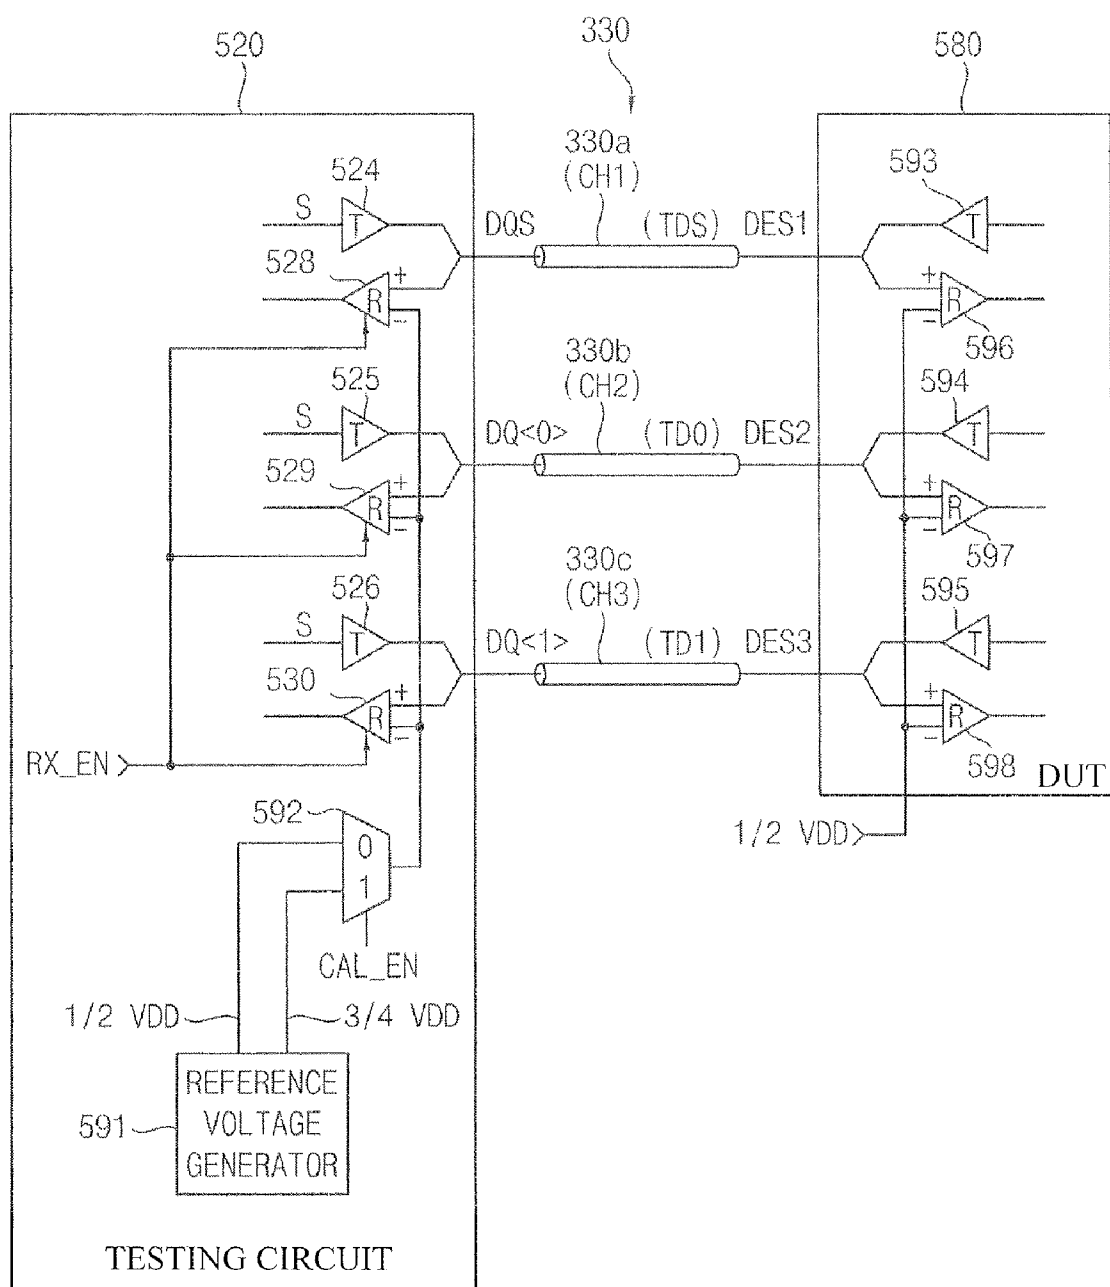 520
330
580
330a
(CH1)
524
593
S
T
DQS
(TDS)
DES1
T
528
+
R
−
+
R
−
596
330b
(CH2)
525
594
S
T
DQ<0>
(TD0)
DES2
T
529
+
R
−
+
R
−
597
330c
(CH3)
526
595
S
T
DQ<1>
(TD1)
DES3
T
530
+
R
−
+
R
−
598
RX_EN
DUT
592
0
1
1/2 VDD
CAL_EN
1/2 VDD
3/4 VDD
591
REFERENCE
VOLTAGE
GENERATOR
TESTING CIRCUIT